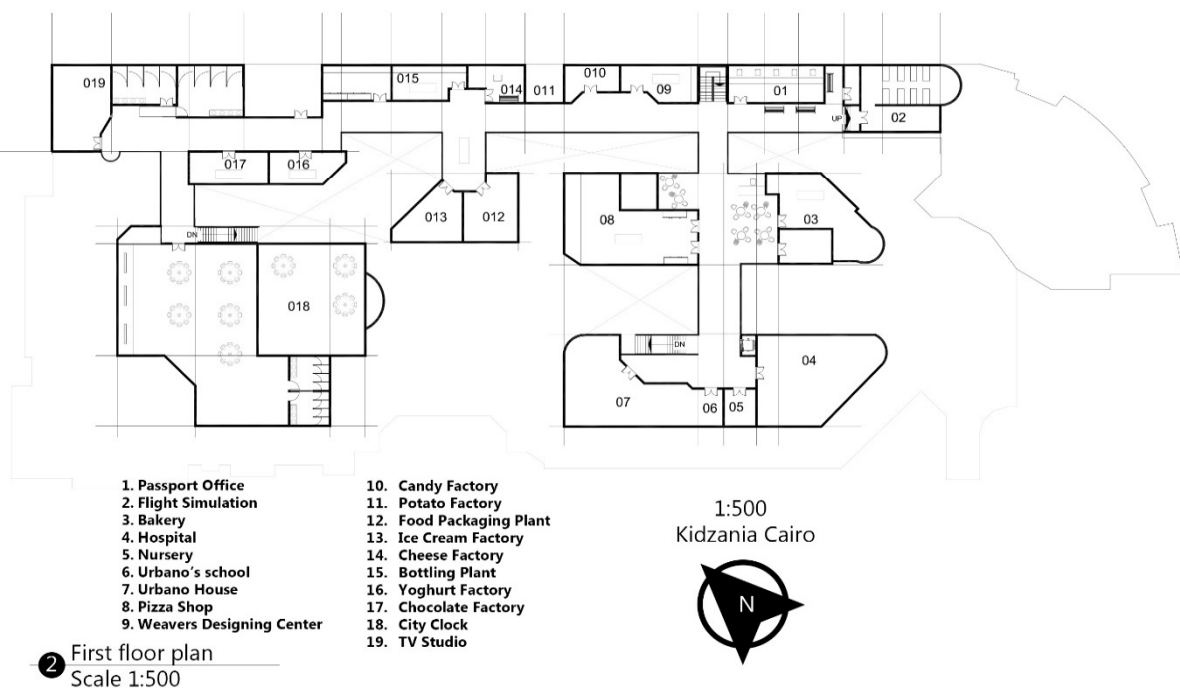 019
015
014
011
010
09
01
UP
02
017
016
013
012
08
03
DN
018
DN
04
07
06
05
1. Passport Office
2. Flight Simulation
3. Bakery
4. Hospital
5. Nursery
6. Urbano's school
7. Urbano House
8. Pizza Shop
9. Weavers Designing Center
10. Candy Factory
11. Potato Factory
12. Food Packaging Plant
13. Ice Cream Factory
14. Cheese Factory
15. Bottling Plant
16. Yoghurt Factory
17. Chocolate Factory
18. City Clock
19. TV Studio
1:500
Kidzania Cairo
N
2 First floor plan
Scale 1:500